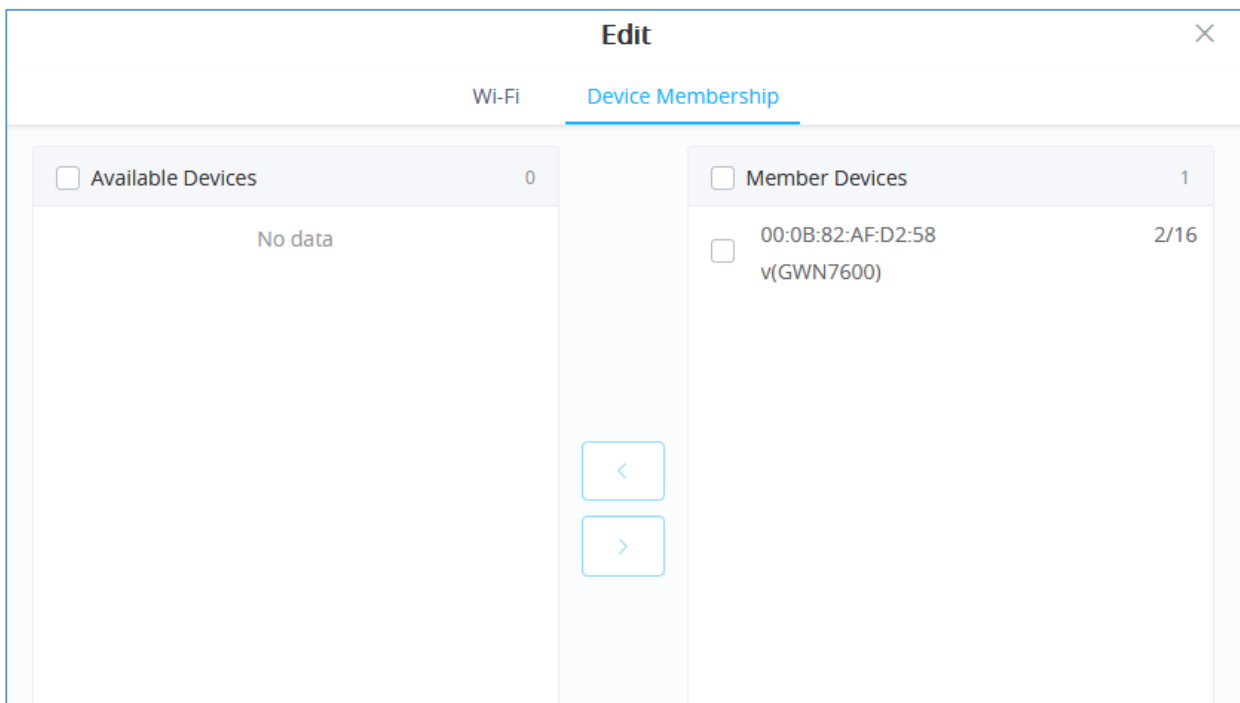 Edit
Wi-Fi
Device Membership
Available Devices
0
No data
Member Devices
1
00:0B:82:AF:D2:58
2/16
v(GWN7600)